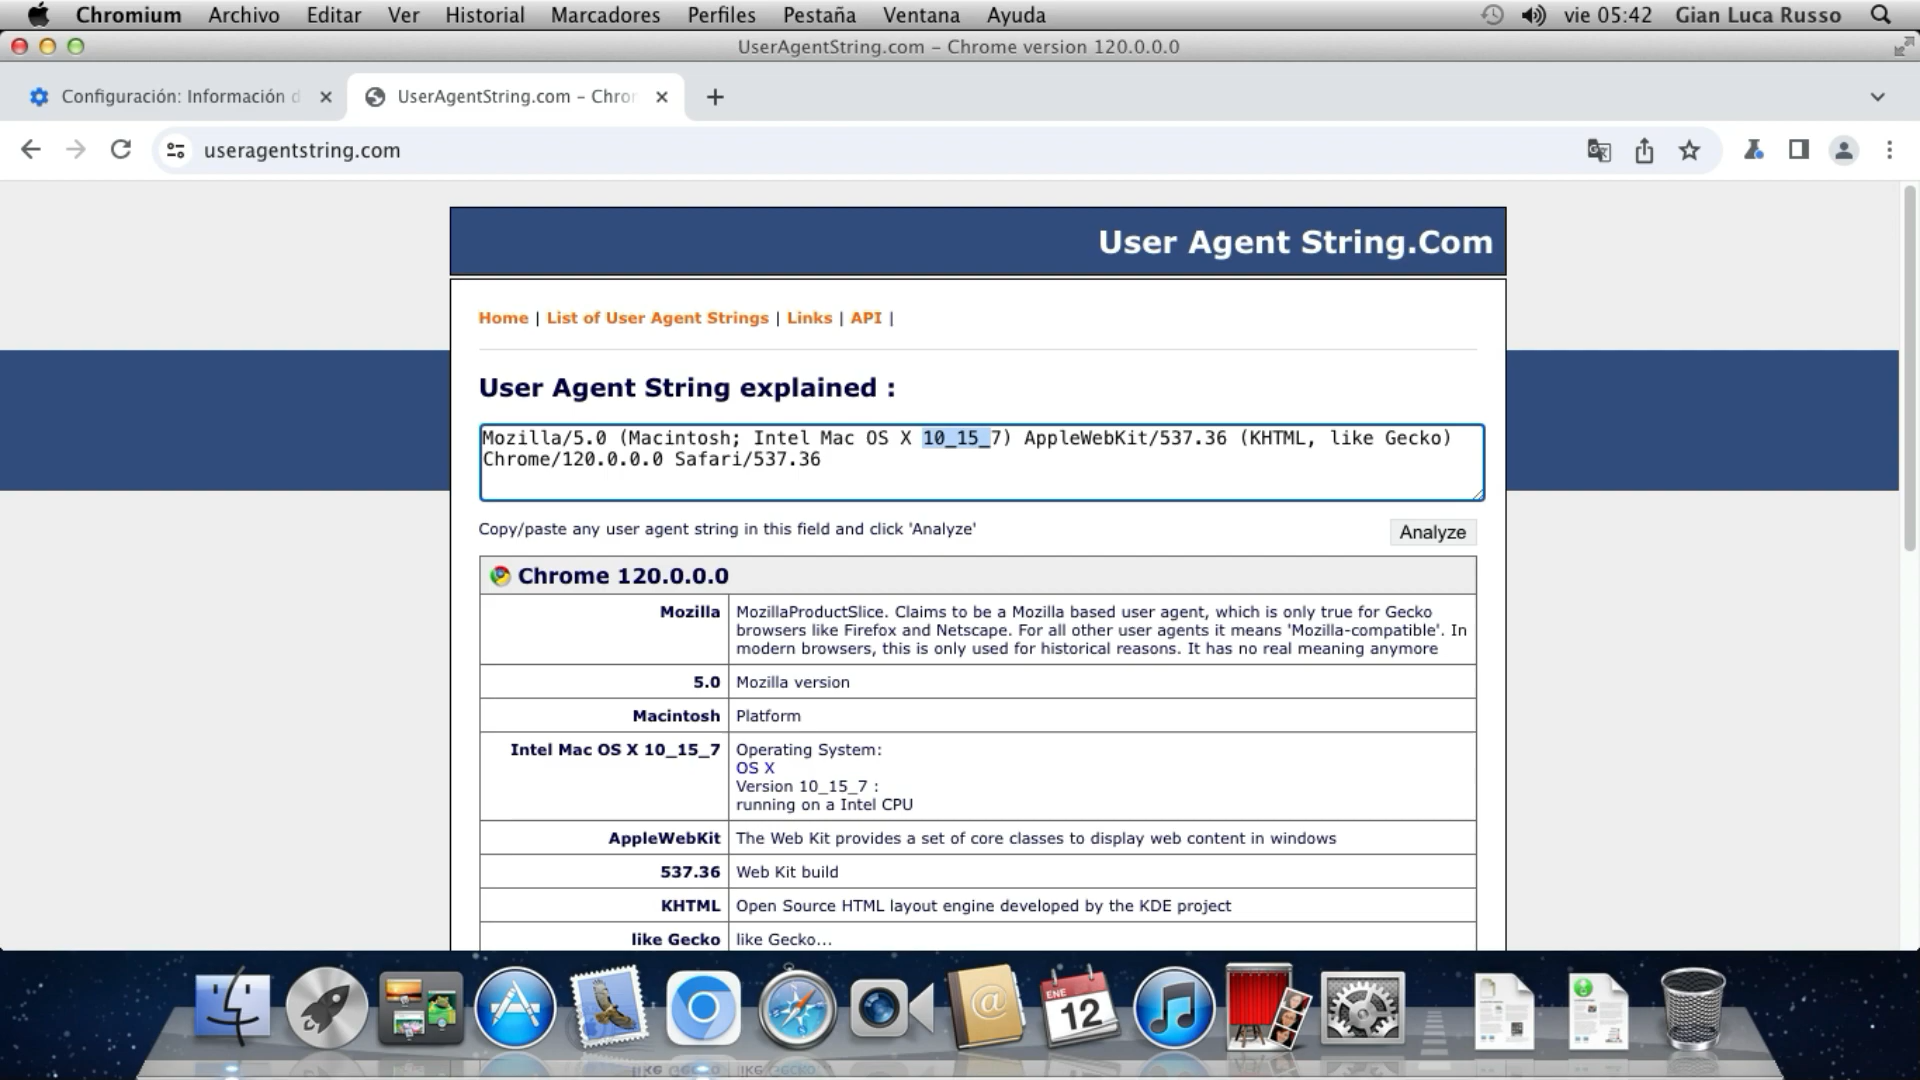 Chromium Archivo Editar Ver Historial Marcadores Perfiles Pestaña Ventana Ayuda vie 05:42 Gian Luca Russo
UserAgentString.com – Chrome version 120.0.0.0
Configuración: Información d UserAgentString.com – Chro
useragentstring.com
User Agent String.Com
Home | List of User Agent Strings | Links | API |
User Agent String explained :
Mozilla/5.0 (Macintosh; Intel Mac OS X 10_15_7) AppleWebKit/537.36 (KHTML, like Gecko)
Chrome/120.0.0.0 Safari/537.36
Copy/paste any user agent string in this field and click 'Analyze' Analyze
Chrome 120.0.0.0
Mozilla MozillaProductSlice. Claims to be a Mozilla based user agent, which is only true for Gecko
browsers like Firefox and Netscape. For all other user agents it means 'Mozilla-compatible'. In
modern browsers, this is only used for historical reasons. It has no real meaning anymore
5.0 Mozilla version
Macintosh Platform
Intel Mac OS X 10_15_7 Operating System:
OS X
Version 10_15_7 :
running on a Intel CPU
AppleWebKit The Web Kit provides a set of core classes to display web content in windows
537.36 Web Kit build
KHTML Open Source HTML layout engine developed by the KDE project
like Gecko like Gecko...
ENE
12